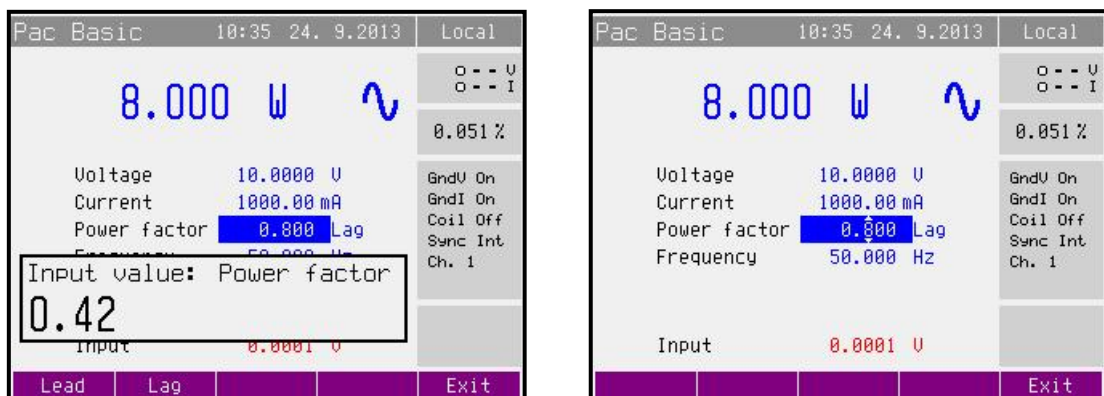 Pac Basic 10:35 24. 9.2013 Local
o--V
o--I
8.000 W
0.051%
Voltage 10.0000 V
Current 1000.00 mA
Power factor 0.800 Lag
GndV On
GndI On
Coil Off
Sync Int
Ch. 1
Input value: Power factor
0.42
Input 0.0001 V
Lead Lag Exit
Pac Basic 10:35 24. 9.2013 Local
o--V
o--I
8.000 W
0.051%
Voltage 10.0000 V
Current 1000.00 mA
Power factor 0.800 Lag
Frequency 50.000 Hz
GndV On
GndI On
Coil Off
Sync Int
Ch. 1
Input 0.0001 V
Exit